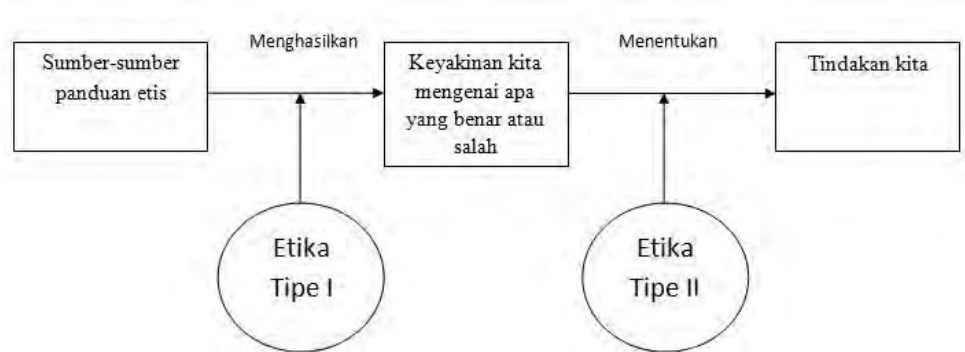 Menghasilkan
Menentukan
Sumber-sumber
panduan etis
Keyakinan kita
mengenai apa
yang benar atau
salah
Tindakan kita
Etika
Tipe I
Etika
Tipe II